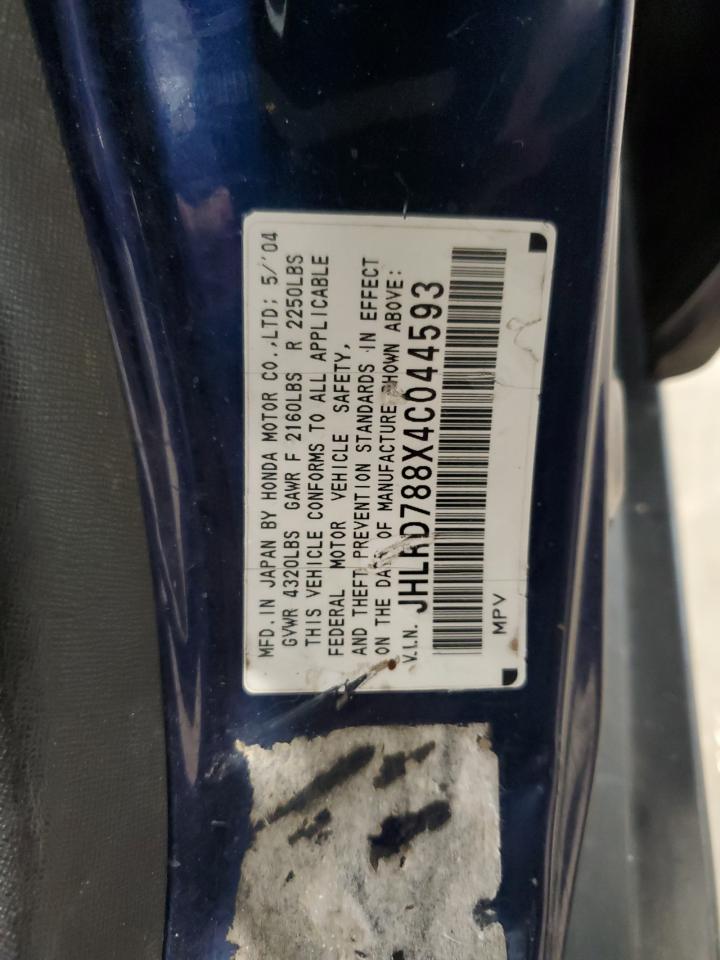 MFD. IN JAPAN BY HONDA MOTOR CO.,LTD; 5/'04
GVWR 4320LBS GAWR F 2160LBS R 2250LBS
THIS VEHICLE CONFORMS TO ALL APPLICABLE
FEDERAL MOTOR VEHICLE SAFETY,
AND THEFT PREVENTION STANDARDS IN EFFECT
ON THE DATE OF MANUFACTURE SHOWN ABOVE:
V.I.N. JHLRD788X4C044593
MPV